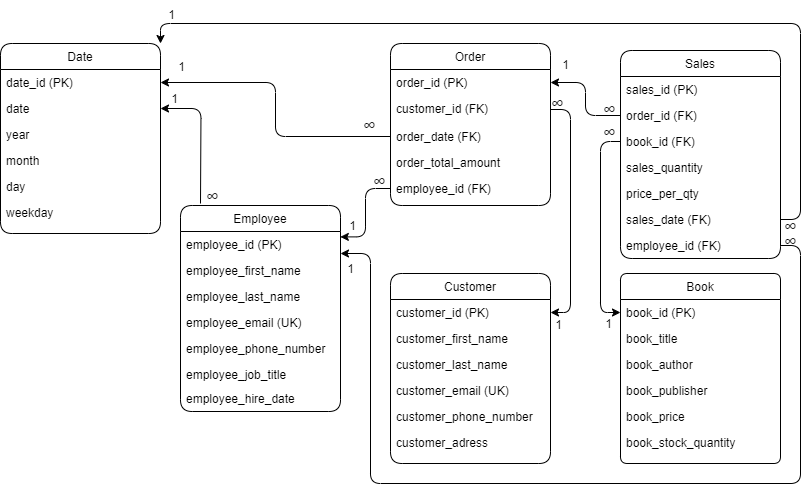 Date
date_id (PK)
date
year
month
day
weekday
Employee
employee_id (PK)
employee_first_name
employee_last_name
employee_email (UK)
employee_phone_number
employee_job_title
employee_hire_date
Order
order_id (PK)
customer_id (FK)
order_date (FK)
order_total_amount
employee_id (FK)
Customer
customer_id (PK)
customer_first_name
customer_last_name
customer_email (UK)
customer_phone_number
customer_adress
Sales
sales_id (PK)
order_id (FK)
book_id (FK)
sales_quantity
price_per_qty
sales_date (FK)
employee_id (FK)
Book
book_id (PK)
book_title
book_author
book_publisher
book_price
book_stock_quantity
1
1
∞
1
∞
1
∞
∞
1
∞
1
∞
1
∞
∞
1